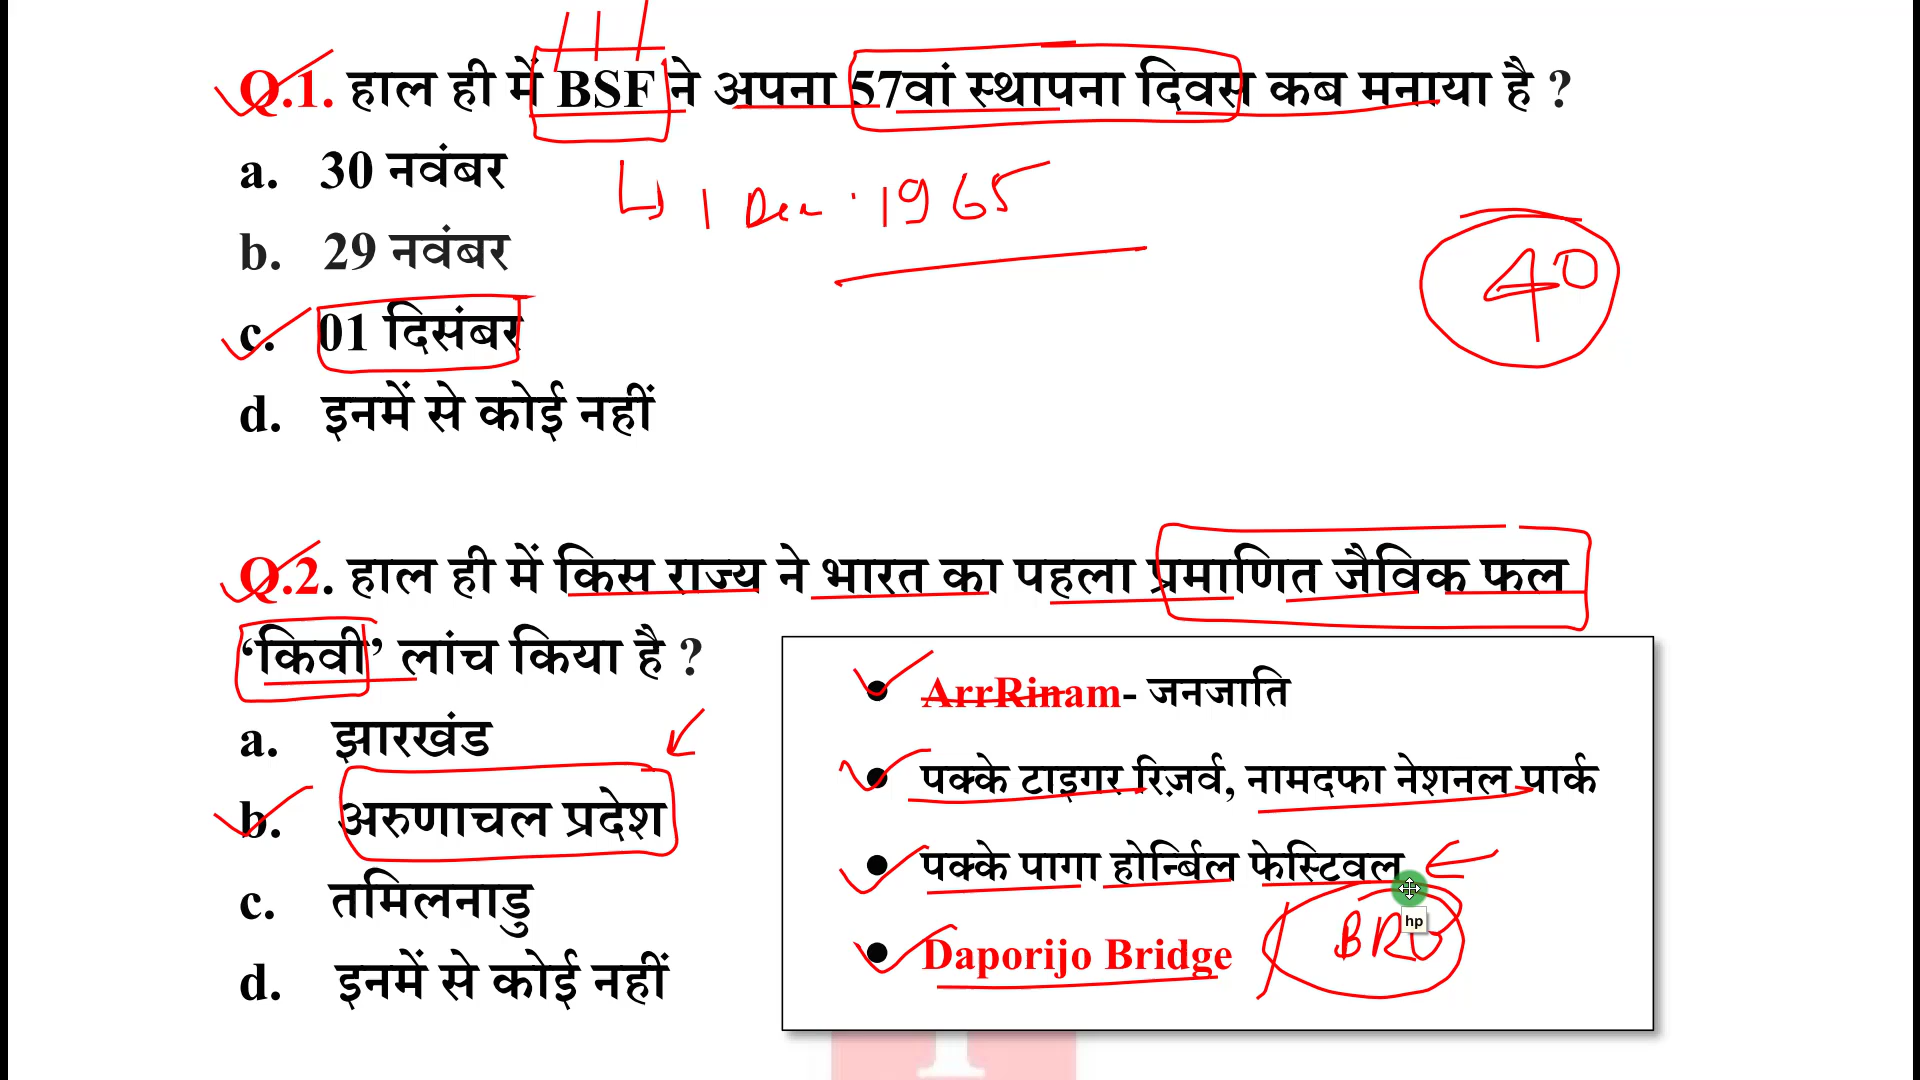 Q.1. हाल ही में BSF ने अपना 57वां स्थापना दिवस कब मनाया है ?
a. 30 नवंबर
1 Dec. 1965
b. 29 नवंबर
40
c. 01 दिसंबर
d. इनमें से कोई नहीं
Q.2. हाल ही में किस राज्य ने भारत का पहला प्रमाणित जैविक फल
‘किवी’ लांच किया है ?
a. झारखंड
b. अरुणाचल प्रदेश
c. तमिलनाडु
d. इनमें से कोई नहीं
● ArrRinam- जनजाति
● पक्के टाइगर रिज़र्व, नामदफा नेशनल पार्क
● पक्के पागा होर्न्बिल फेस्टिवल
● Daporijo Bridge
BRO
hp